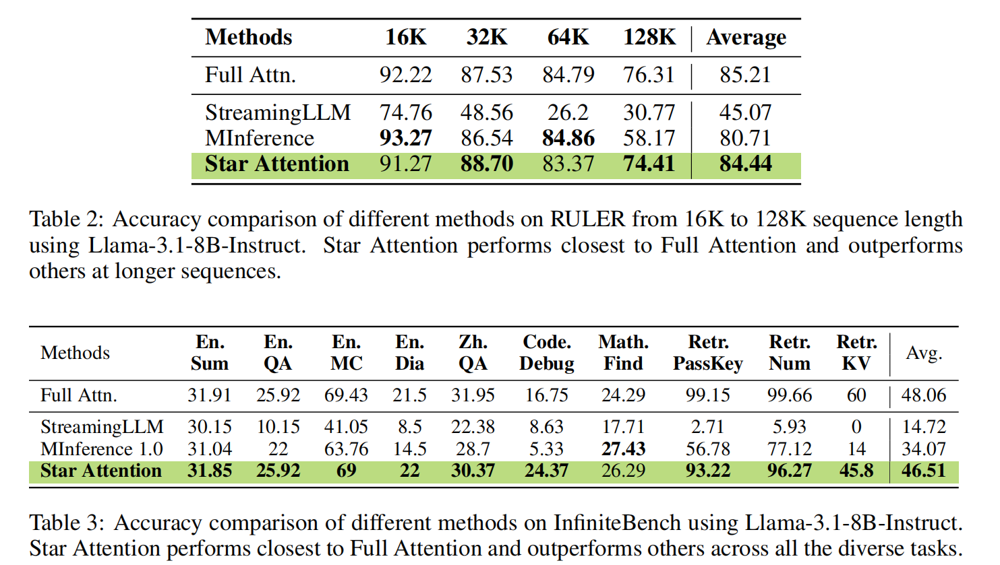 Methods 16K 32K 64K 128K Average
Full Attn. 92.22 87.53 84.79 76.31 85.21
StreamingLLM 74.76 48.56 26.2 30.77 45.07
MInference 93.27 86.54 84.86 58.17 80.71
Star Attention 91.27 88.70 83.37 74.41 84.44
Table 2: Accuracy comparison of different methods on RULER from 16K to 128K sequence length
using Llama-3.1-8B-Instruct. Star Attention performs closest to Full Attention and outperforms
others at longer sequences.
Methods En. Sum En. QA En. MC En. Dia Zh. QA Code. Debug Math. Find Retr. PassKey Retr. Num Retr. KV Avg.
Full Attn. 31.91 25.92 69.43 21.5 31.95 16.75 24.29 99.15 99.66 60 48.06
StreamingLLM 30.15 10.15 41.05 8.5 22.38 8.63 17.71 2.71 5.93 0 14.72
MInference 1.0 31.04 22 63.76 14.5 28.7 5.33 27.43 56.78 77.12 14 34.07
Star Attention 31.85 25.92 69 22 30.37 24.37 26.29 93.22 96.27 45.8 46.51
Table 3: Accuracy comparison of different methods on InfiniteBench using Llama-3.1-8B-Instruct.
Star Attention performs closest to Full Attention and outperforms others across all the diverse tasks.